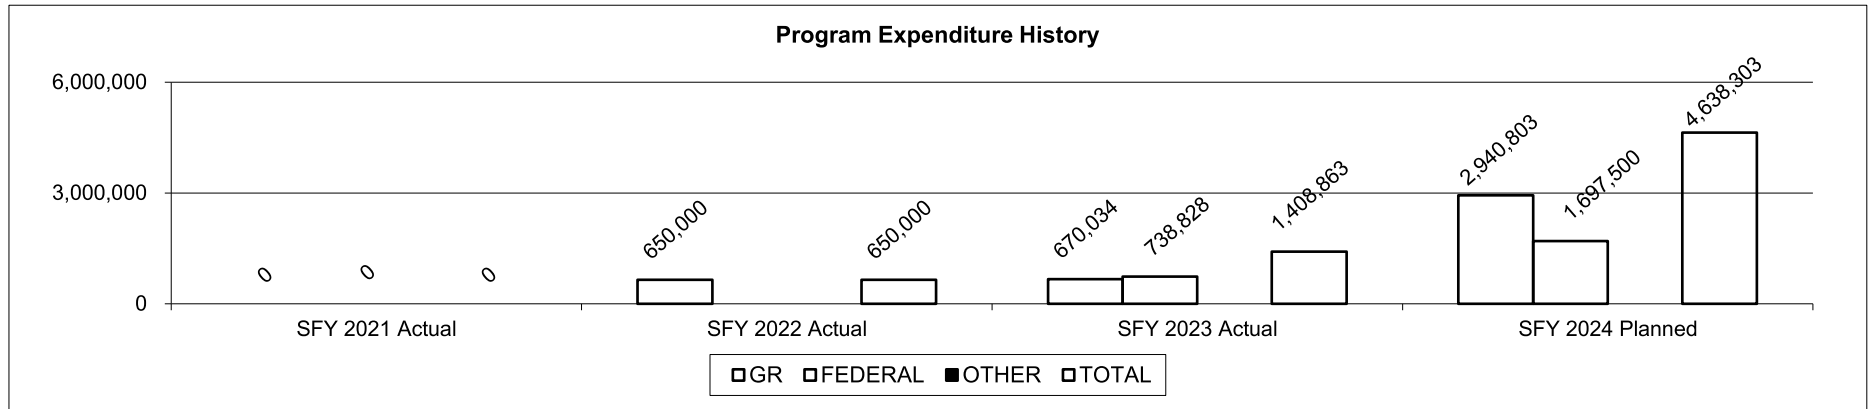 Program Expenditure History
6,000,000
3,000,000
0
0
0
0
650,000
650,000
670,034
738,828
1,408,863
2,940,803
1,697,500
4,638,303
SFY 2021 Actual
SFY 2022 Actual
SFY 2023 Actual
SFY 2024 Planned
GR FEDERAL OTHER TOTAL